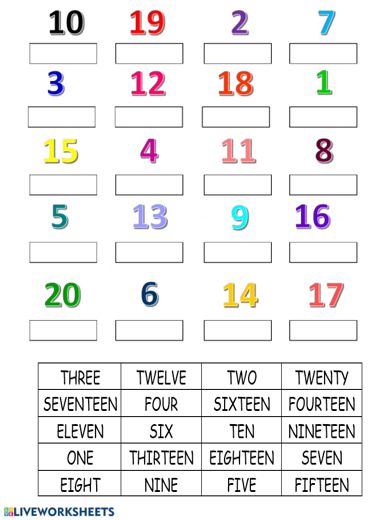 10 19 2 7
3 12 18 1
15 4 11 8
5 13 9 16
20 6 14 17
THREE TWELVE TWO TWENTY
SEVENTEEN FOUR SIXTEEN FOURTEEN
ELEVEN SIX TEN NINETEEN
ONE THIRTEEN EIGHTEEN SEVEN
EIGHT NINE FIVE FIFTEEN
LIVEWORKSHEETS